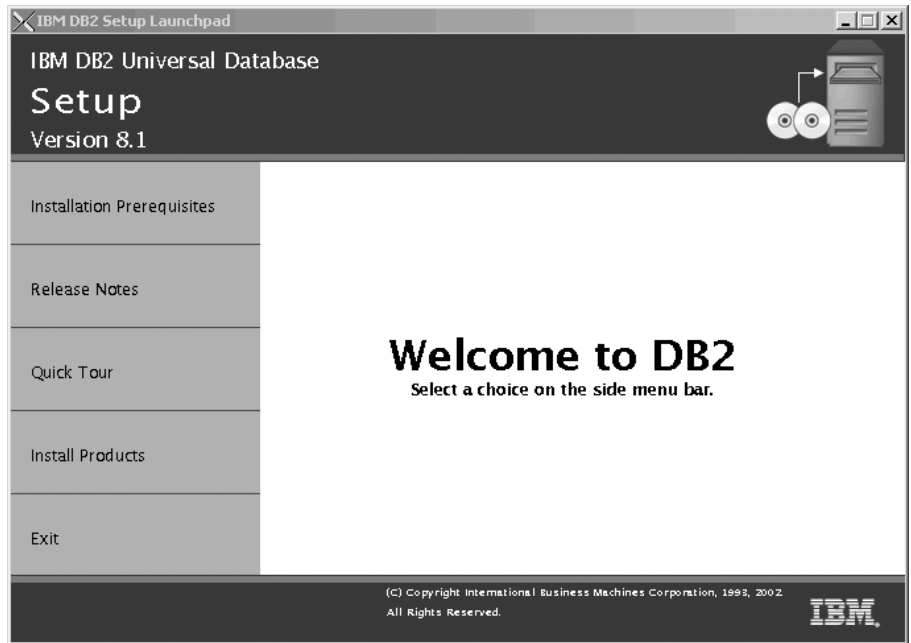 IBM DB2 Setup Launchpad
IBM DB2 Universal Database
Setup
Version 8.1
Installation Prerequisites
Release Notes
Quick Tour
Install Products
Exit
Welcome to DB2
Select a choice on the side menu bar.
(C) Copyright International Business Machines Corporation, 1993, 2002
All Rights Reserved.
IBM.